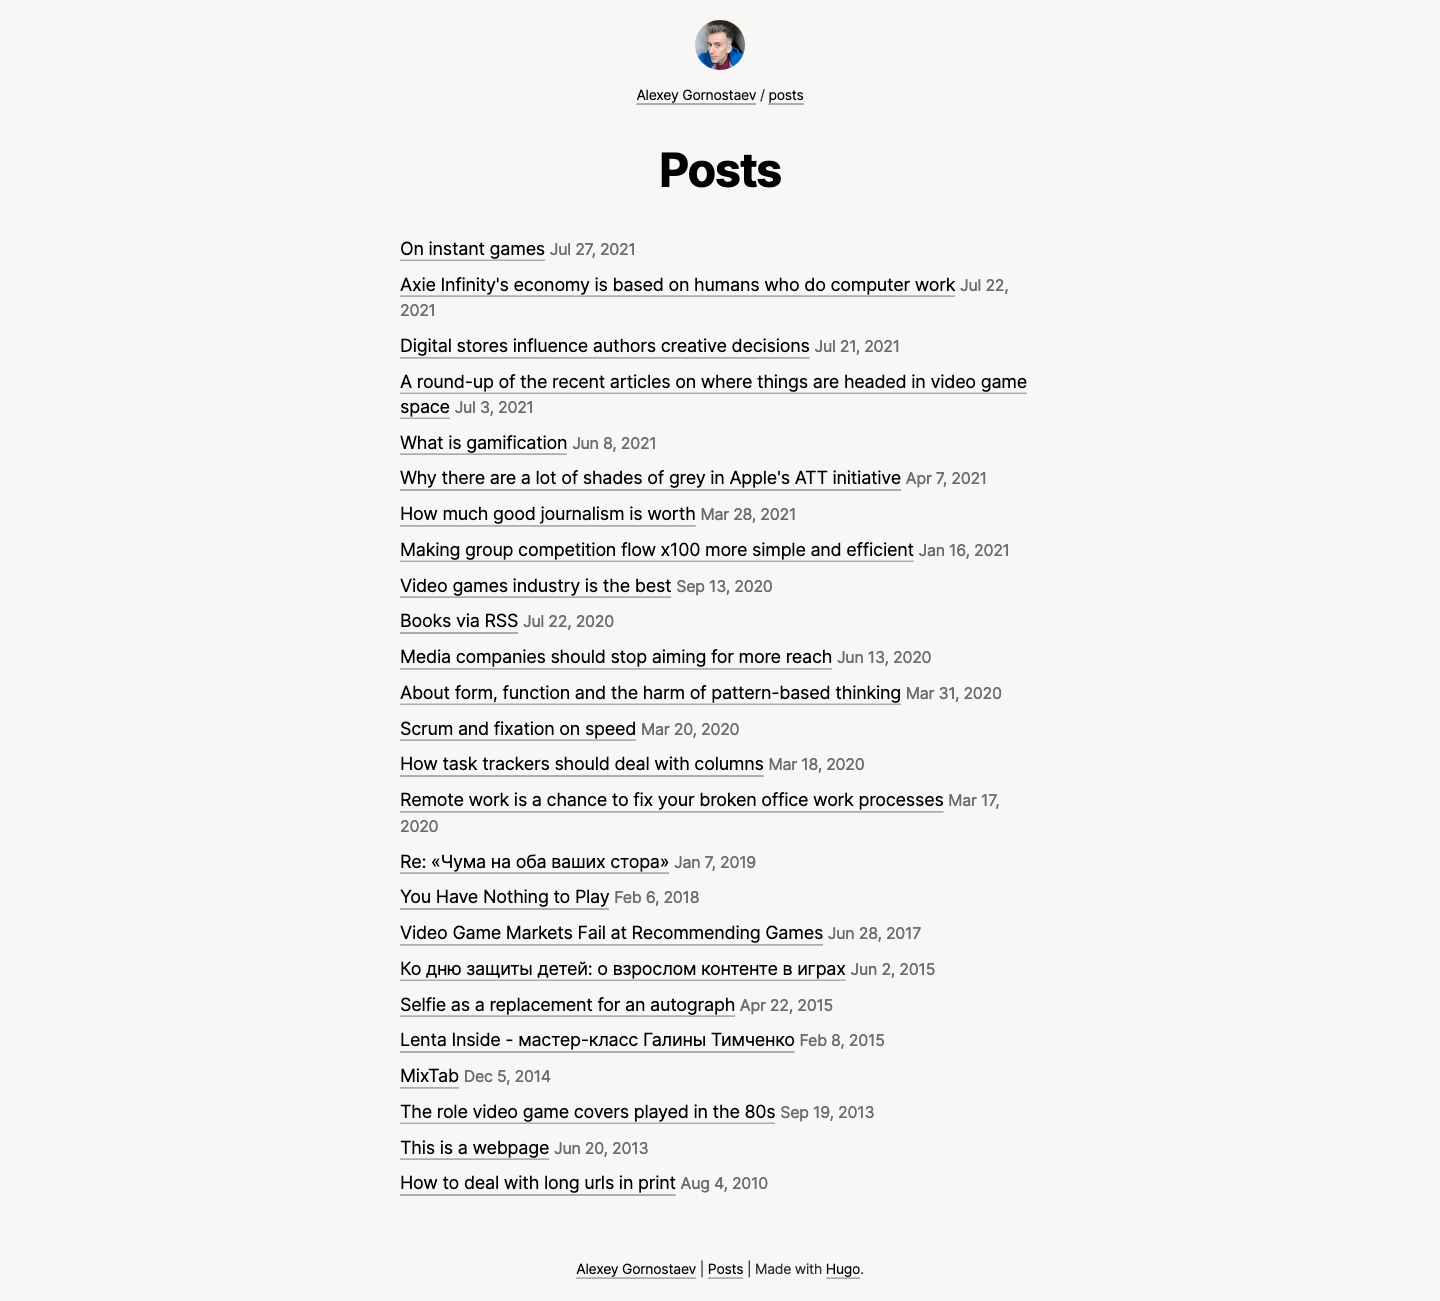 Alexey Gornostaev / posts
Posts
On instant games Jul 27, 2021
Axie Infinity's economy is based on humans who do computer work Jul 22,
2021
Digital stores influence authors creative decisions Jul 21, 2021
A round-up of the recent articles on where things are headed in video game
space Jul 3, 2021
What is gamification Jun 8, 2021
Why there are a lot of shades of grey in Apple's ATT initiative Apr 7, 2021
How much good journalism is worth Mar 28, 2021
Making group competition flow x100 more simple and efficient Jan 16, 2021
Video games industry is the best Sep 13, 2020
Books via RSS Jul 22, 2020
Media companies should stop aiming for more reach Jun 13, 2020
About form, function and the harm of pattern-based thinking Mar 31, 2020
Scrum and fixation on speed Mar 20, 2020
How task trackers should deal with columns Mar 18, 2020
Remote work is a chance to fix your broken office work processes Mar 17,
2020
Re: «Чума на оба ваших стора» Jan 7, 2019
You Have Nothing to Play Feb 6, 2018
Video Game Markets Fail at Recommending Games Jun 28, 2017
Ко дню защиты детей: о взрослом контенте в играх Jun 2, 2015
Selfie as a replacement for an autograph Apr 22, 2015
Lenta Inside - мастер-класс Галины Тимченко Feb 8, 2015
MixTab Dec 5, 2014
The role video game covers played in the 80s Sep 19, 2013
This is a webpage Jun 20, 2013
How to deal with long urls in print Aug 4, 2010
Alexey Gornostaev | Posts | Made with Hugo.